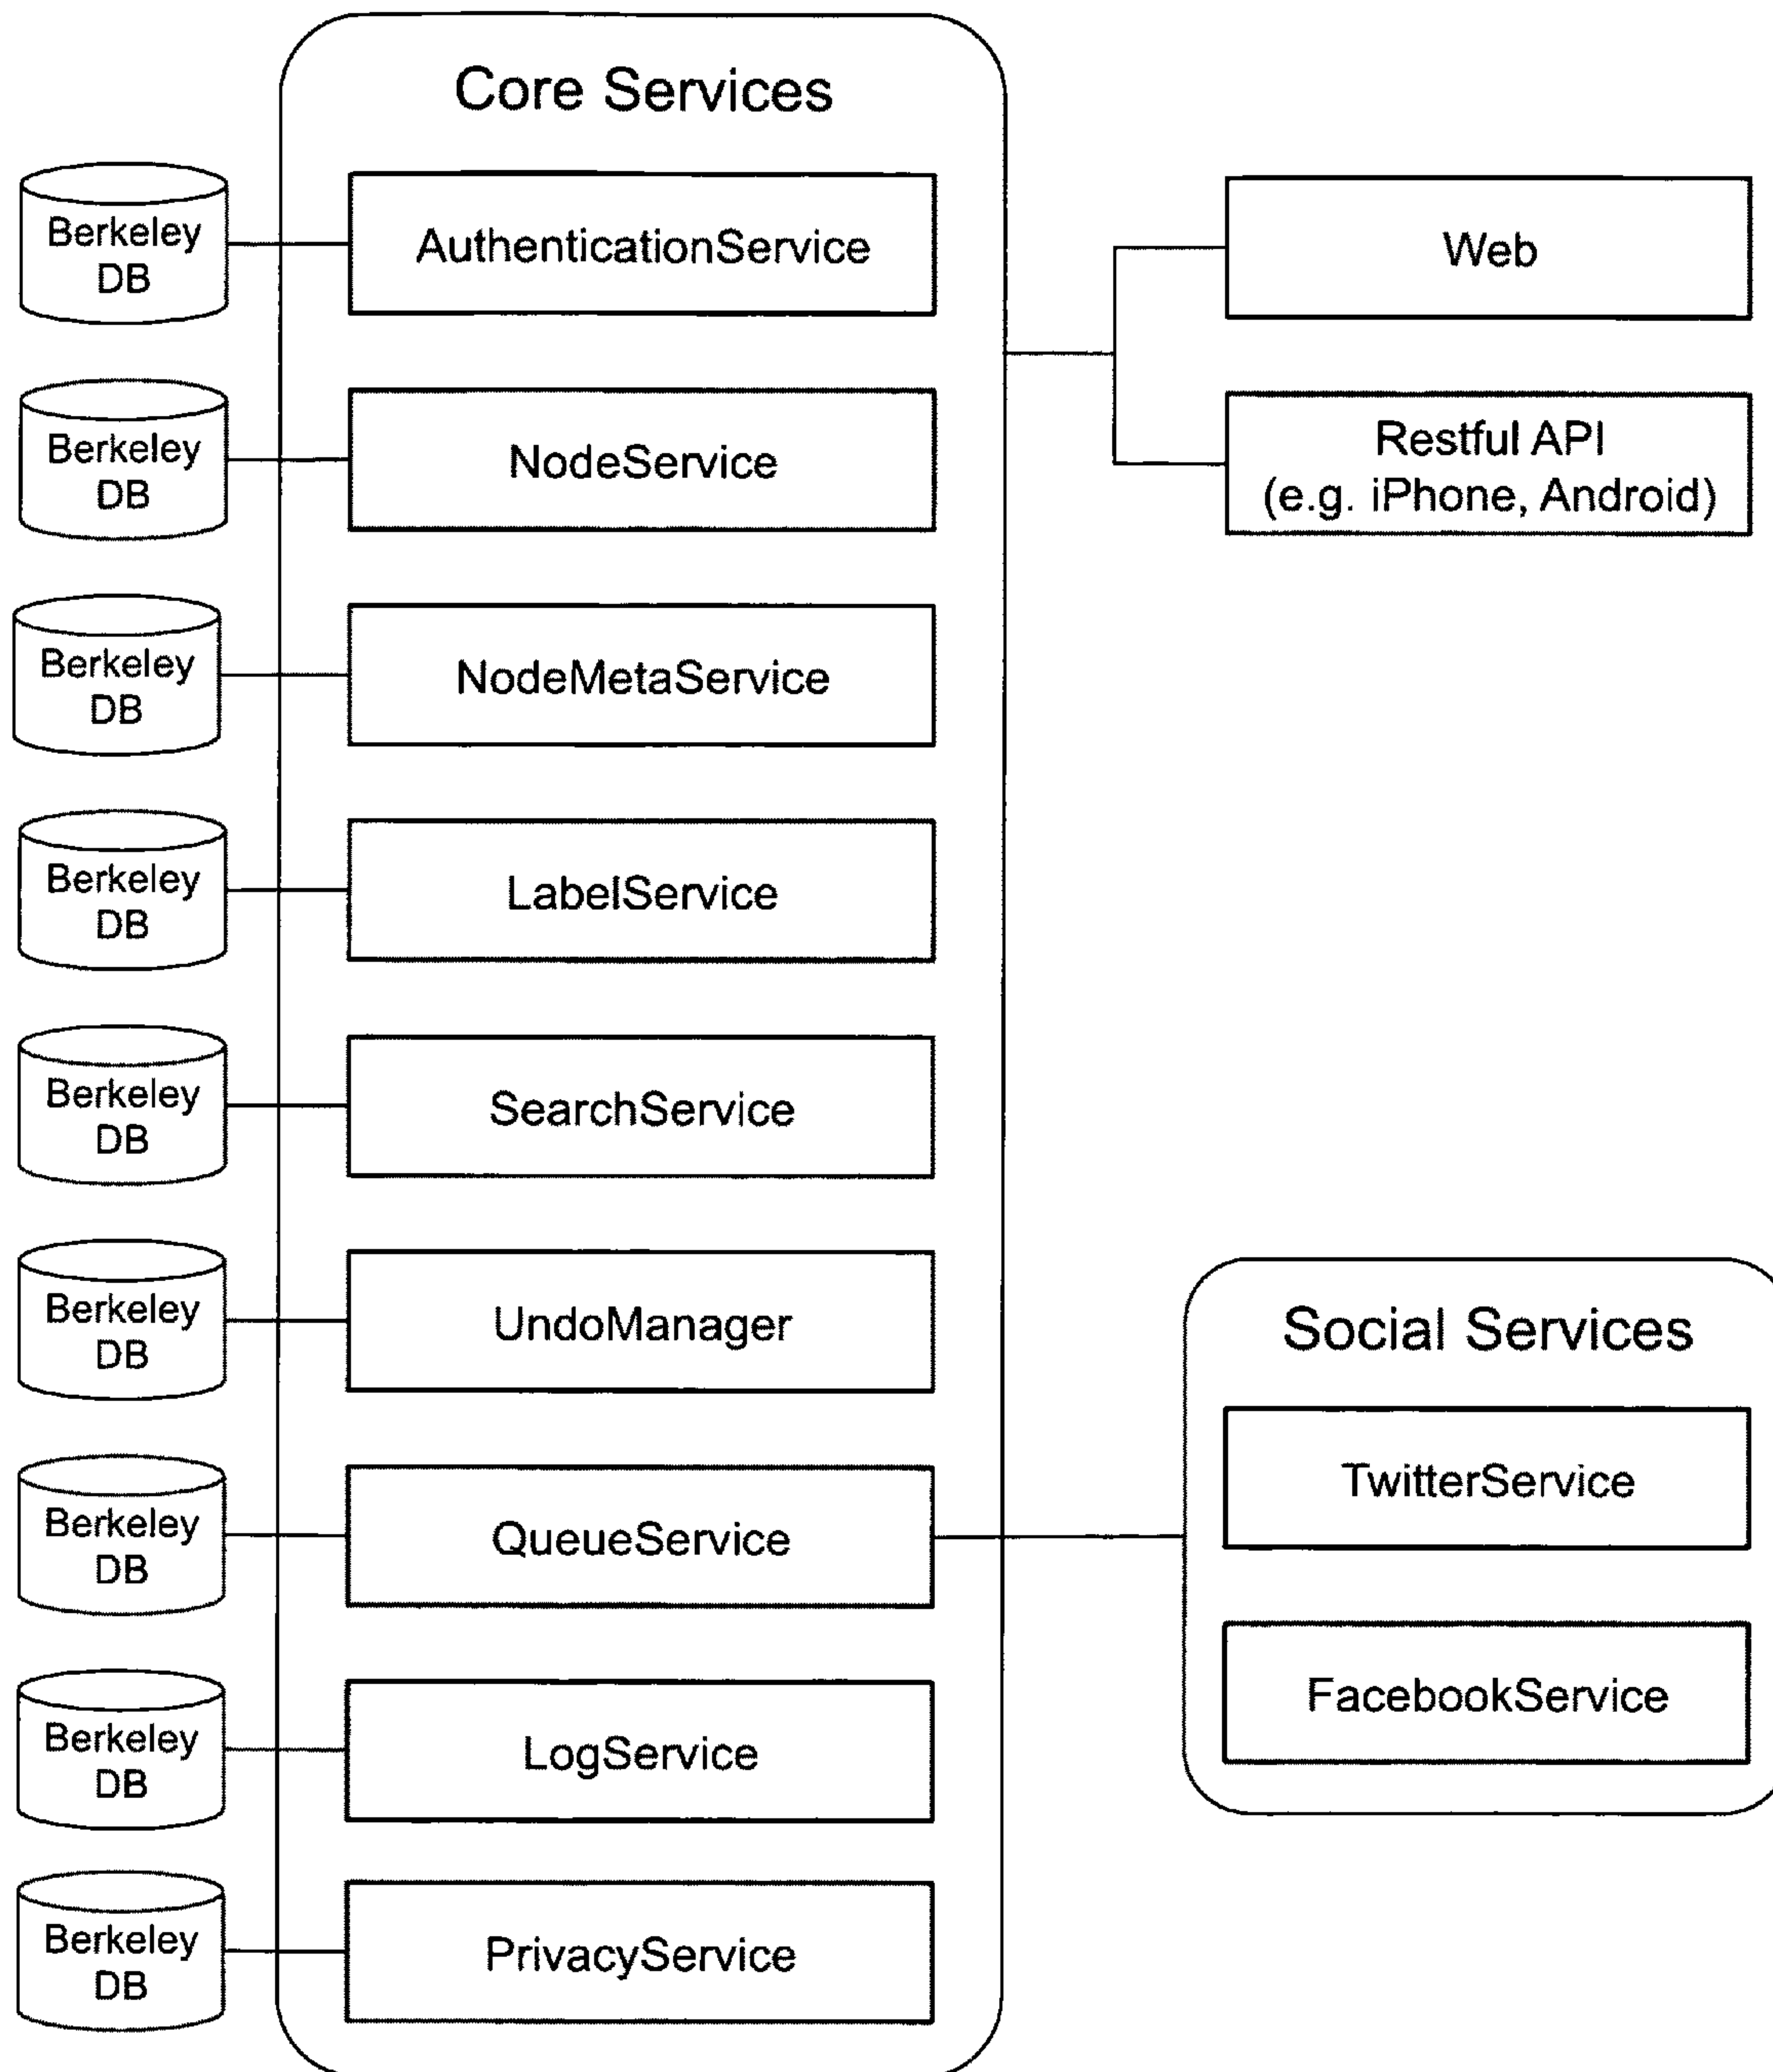 Core Services
Berkeley
DB
AuthenticationService
Web
Berkeley
DB
NodeService
Restful API
(e.g. iPhone, Android)
Berkeley
DB
NodeMetaService
Berkeley
DB
LabelService
Berkeley
DB
SearchService
Berkeley
DB
UndoManager
Social Services
TwitterService
Berkeley
DB
QueueService
FacebookService
Berkeley
DB
LogService
Berkeley
DB
PrivacyService